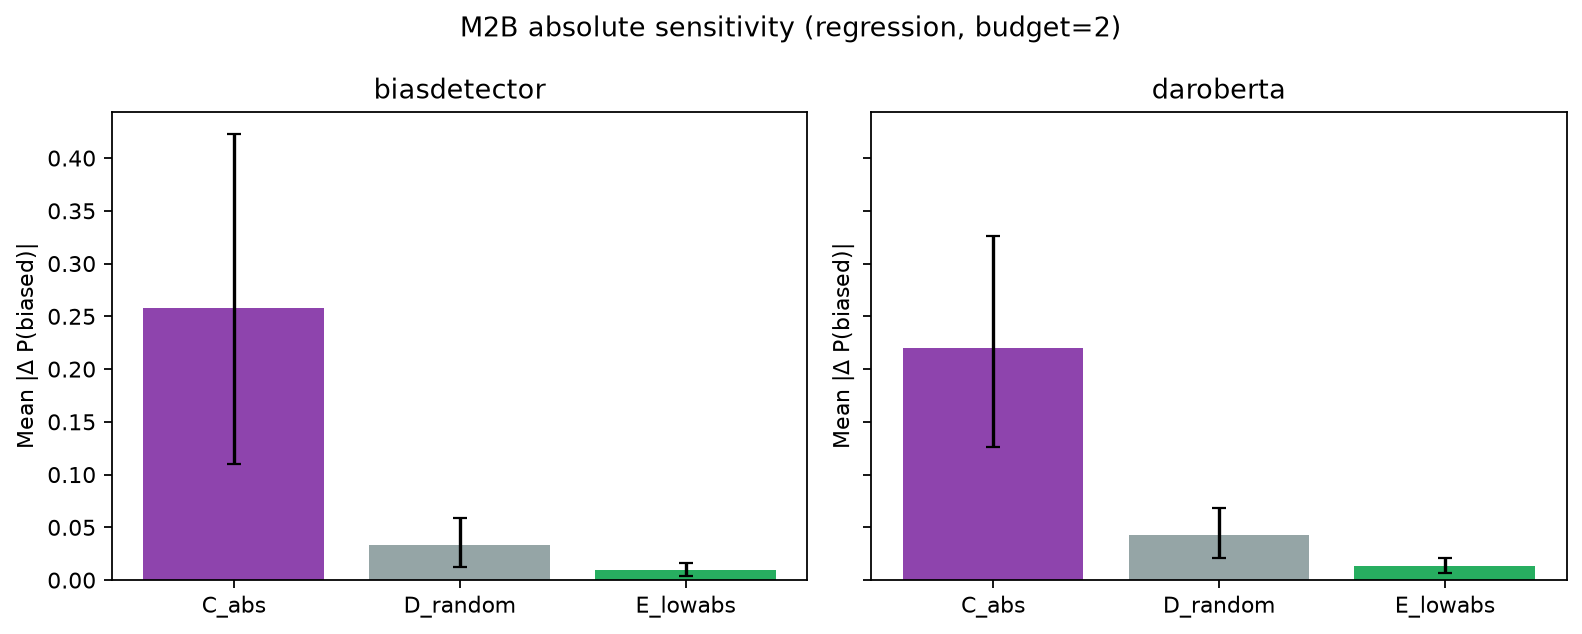 M2B absolute sensitivity (regression, budget=2)
biasdetector
Mean |Δ P(biased)|
0.40
0.35
0.30
0.25
0.20
0.15
0.10
0.05
0.00
C_abs
D_random
E_lowabs
daroberta
Mean |Δ P(biased)|
C_abs
D_random
E_lowabs